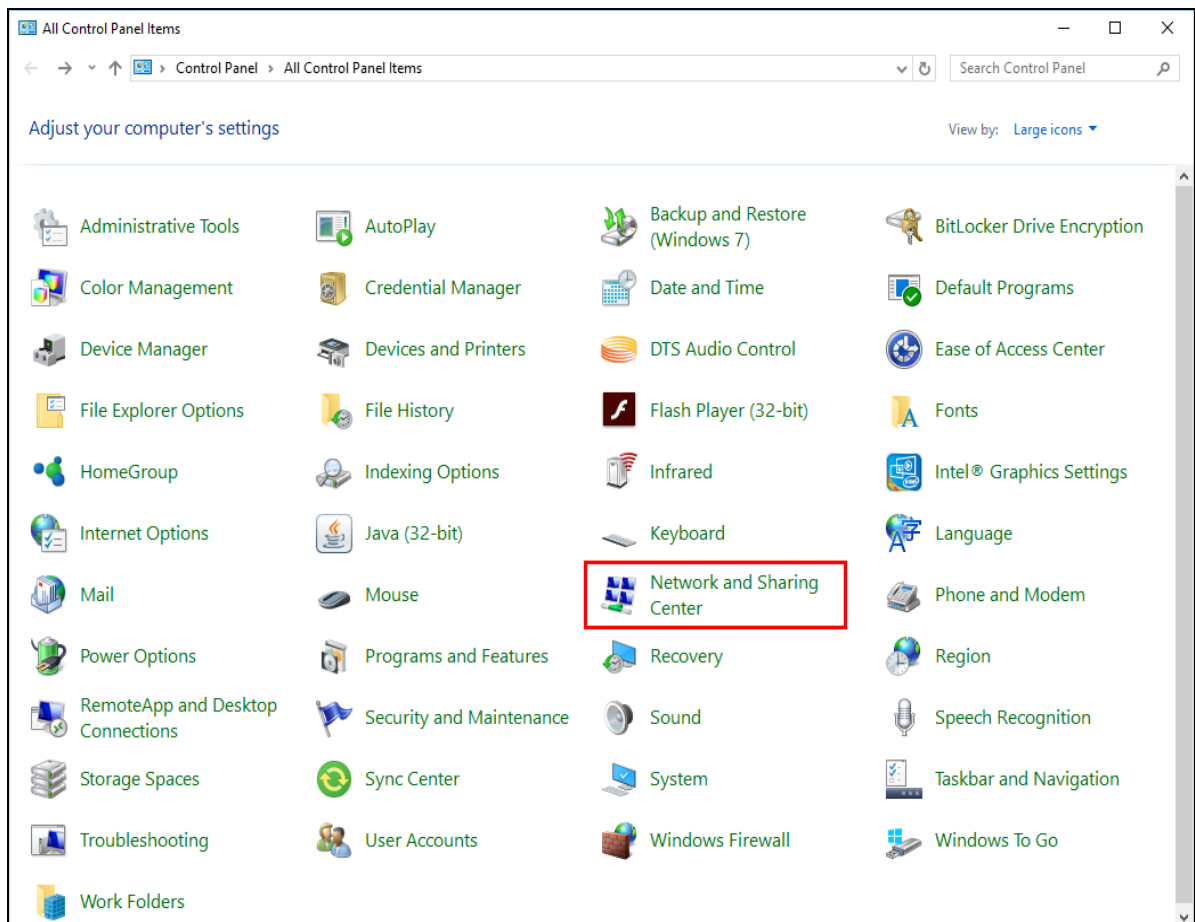 All Control Panel Items
Control Panel > All Control Panel Items
Search Control Panel
Adjust your computer's settings
View by: Large icons
Administrative Tools
AutoPlay
Backup and Restore
(Windows 7)
BitLocker Drive Encryption
Color Management
Credential Manager
Date and Time
Default Programs
Device Manager
Devices and Printers
DTS Audio Control
Ease of Access Center
File Explorer Options
File History
Flash Player (32-bit)
Fonts
HomeGroup
Indexing Options
Infrared
Intel® Graphics Settings
Internet Options
Java (32-bit)
Keyboard
Language
Mail
Mouse
Network and Sharing
Center
Phone and Modem
Power Options
Programs and Features
Recovery
Region
RemoteApp and Desktop
Connections
Security and Maintenance
Sound
Speech Recognition
Storage Spaces
Sync Center
System
Taskbar and Navigation
Troubleshooting
User Accounts
Windows Firewall
Windows To Go
Work Folders